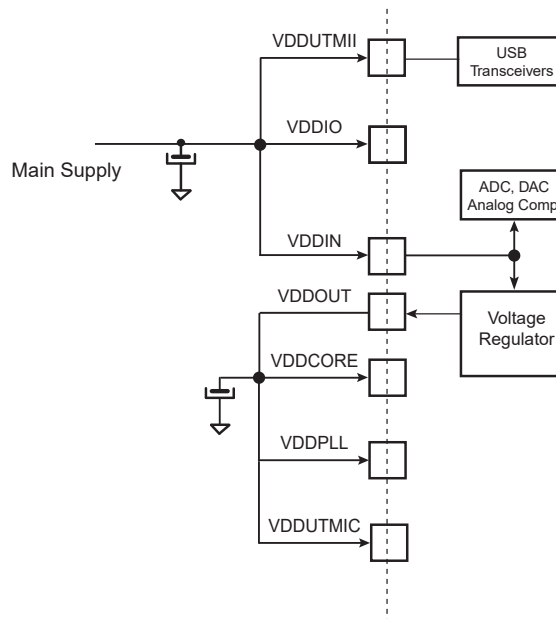 VDDUTMII
USB
Transceivers
VDDIO
Main Supply
ADC, DAC
Analog Comp.
VDDIN
VDDOUT
Voltage
Regulator
VDDCORE
VDDPLL
VDDUTMIC